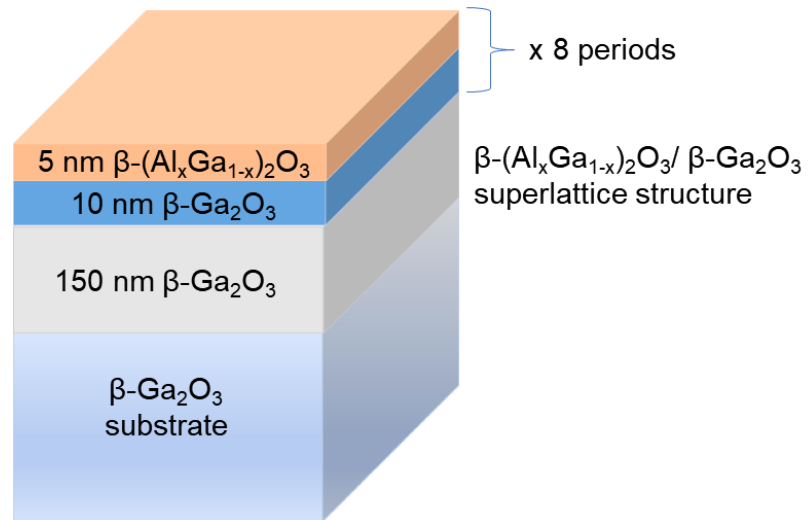 x 8 periods
5 nm β-(AlₓGa₁₋ₓ)₂O₃
10 nm β-Ga₂O₃
150 nm β-Ga₂O₃
β-Ga₂O₃
substrate
β-(AlₓGa₁₋ₓ)₂O₃/ β-Ga₂O₃
superlattice structure